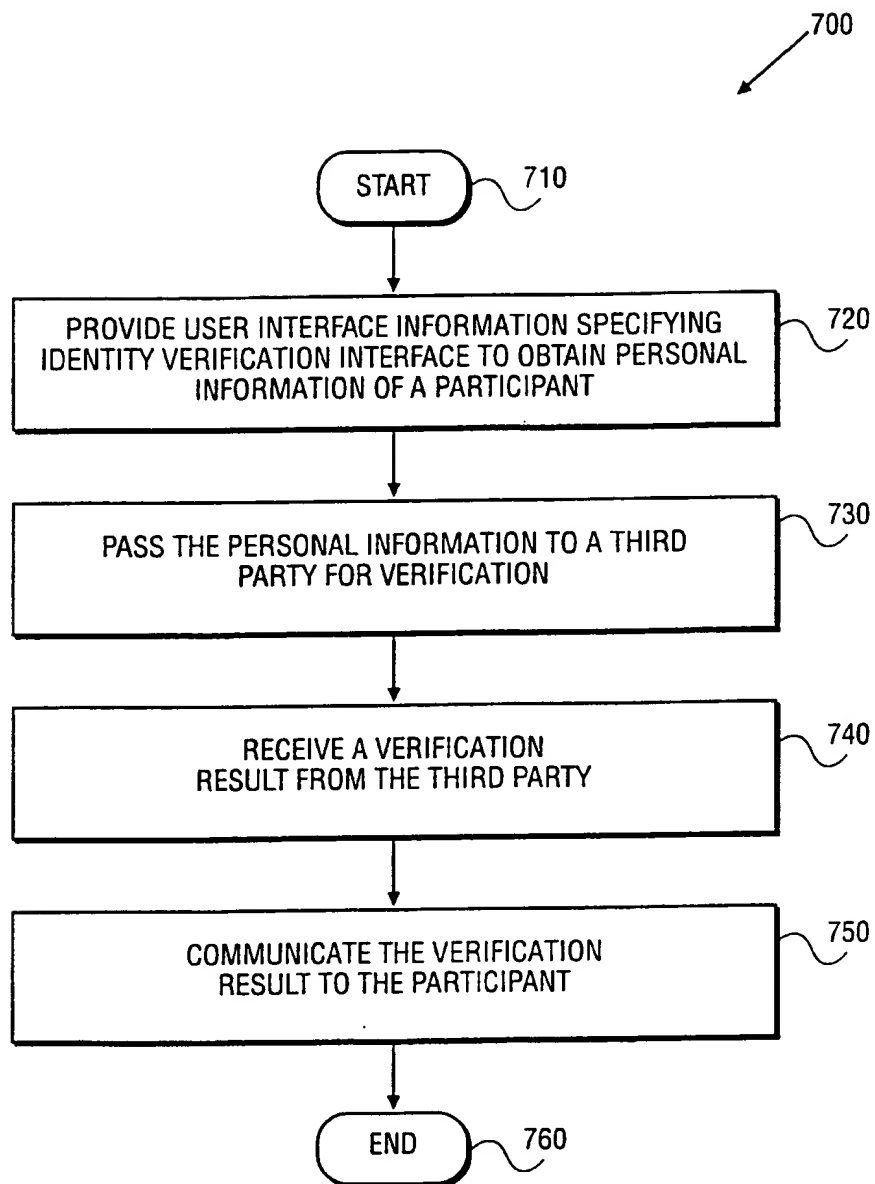 700
START
710
PROVIDE USER INTERFACE INFORMATION SPECIFYING
IDENTITY VERIFICATION INTERFACE TO OBTAIN PERSONAL
INFORMATION OF A PARTICIPANT
720
PASS THE PERSONAL INFORMATION TO A THIRD
PARTY FOR VERIFICATION
730
RECEIVE A VERIFICATION
RESULT FROM THE THIRD PARTY
740
COMMUNICATE THE VERIFICATION
RESULT TO THE PARTICIPANT
750
END
760